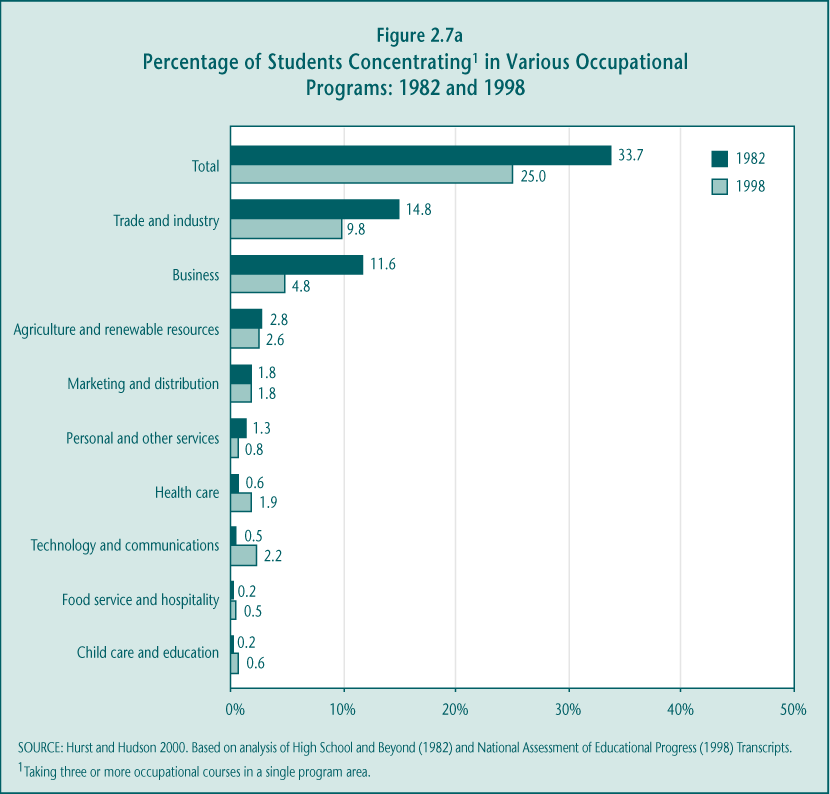 Figure 2.7a
Percentage of Students Concentrating¹ in Various Occupational
Programs: 1982 and 1998
1982
1998
Total
33.7
25.0
Trade and industry
14.8
9.8
Business
11.6
4.8
Agriculture and renewable resources
2.8
2.6
Marketing and distribution
1.8
1.8
Personal and other services
1.3
0.8
Health care
0.6
1.9
Technology and communications
0.5
2.2
Food service and hospitality
0.2
0.5
Child care and education
0.2
0.6
0% 10% 20% 30% 40% 50%
SOURCE: Hurst and Hudson 2000. Based on analysis of High School and Beyond (1982) and National Assessment of Educational Progress (1998) Transcripts.
¹Taking three or more occupational courses in a single program area.